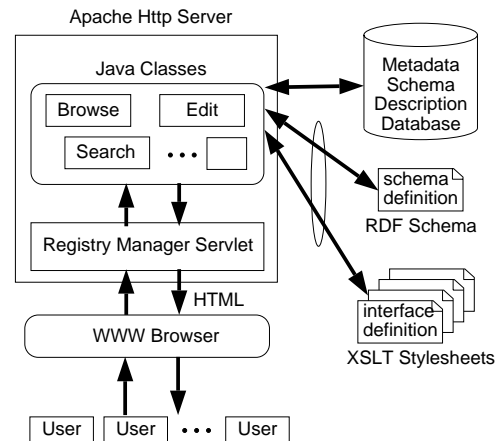 Apache Http Server
Java Classes
Browse
Edit
Search
Registry Manager Servlet
HTML
WWW Browser
User
User
User
Metadata
Schema
Description
Database
schema
definition
RDF Schema
interface
definition
XSLT Stylesheets